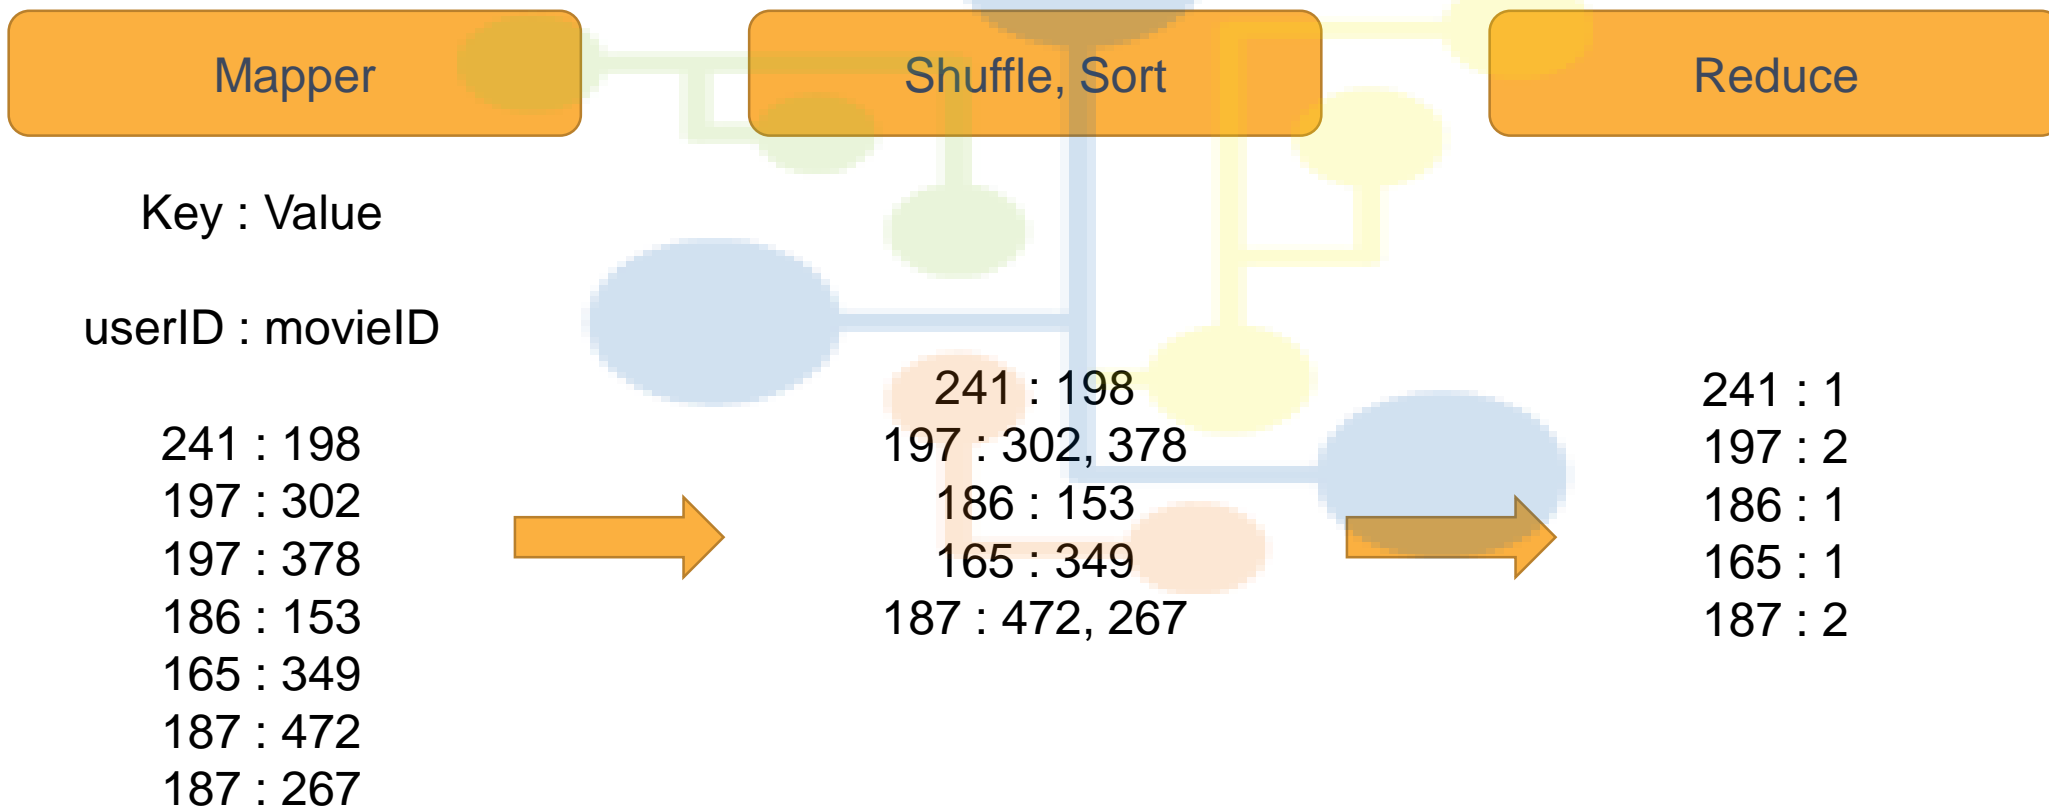 Mapper
Shuffle, Sort
Reduce
Key : Value
userID : movieID
241 : 198
197 : 302
197 : 378
186 : 153
165 : 349
187 : 472
187 : 267
241 : 198
197 : 302, 378
186 : 153
165 : 349
187 : 472, 267
241 : 1
197 : 2
186 : 1
165 : 1
187 : 2